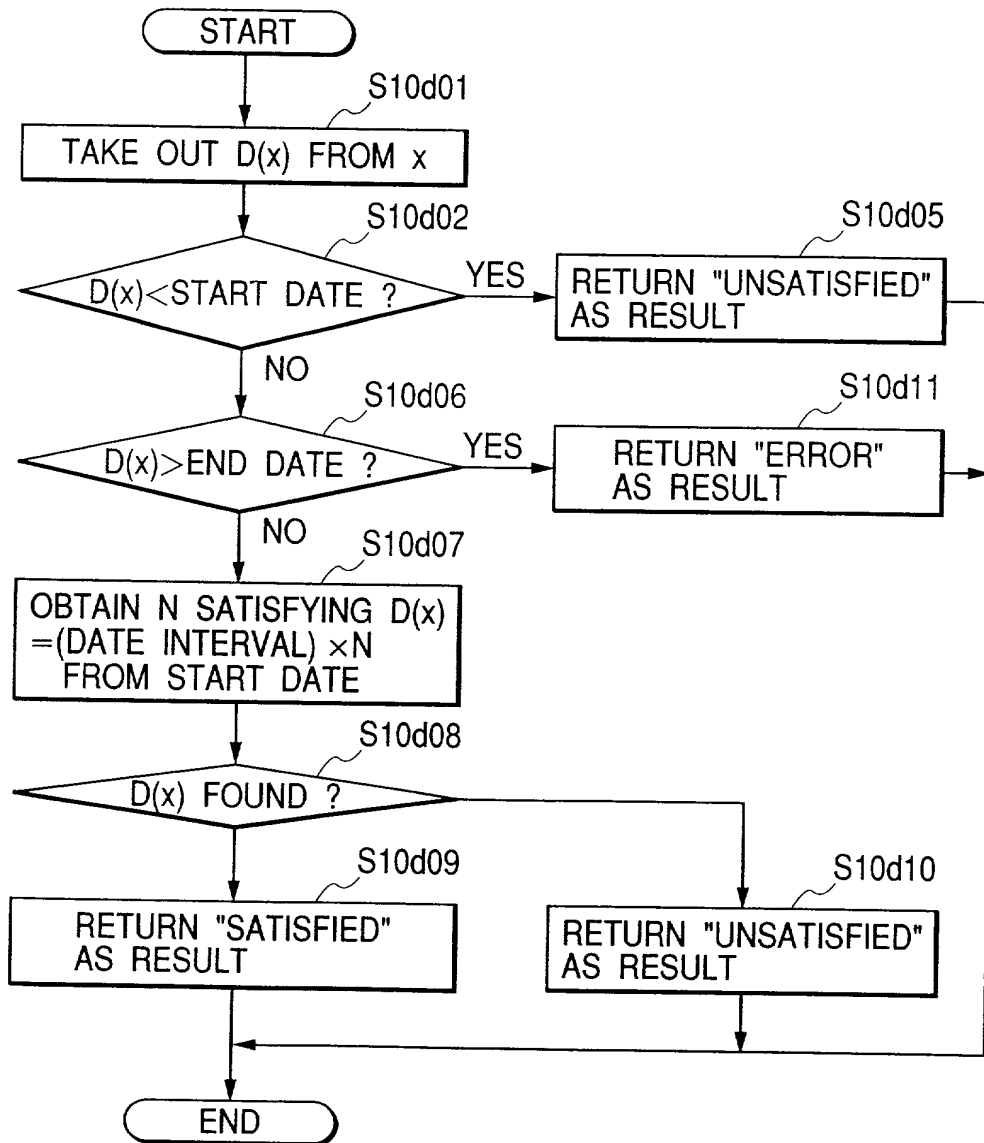 START
S10d01
TAKE OUT D(x) FROM x
S10d02
D(x)<START DATE ?
YES
S10d05
RETURN "UNSATISFIED"
AS RESULT
NO
S10d06
D(x)>END DATE ?
YES
S10d11
RETURN "ERROR"
AS RESULT
NO
S10d07
OBTAIN N SATISFYING D(x)
=(DATE INTERVAL) ×N
FROM START DATE
S10d08
D(x) FOUND ?
S10d09
RETURN "SATISFIED"
AS RESULT
S10d10
RETURN "UNSATISFIED"
AS RESULT
END